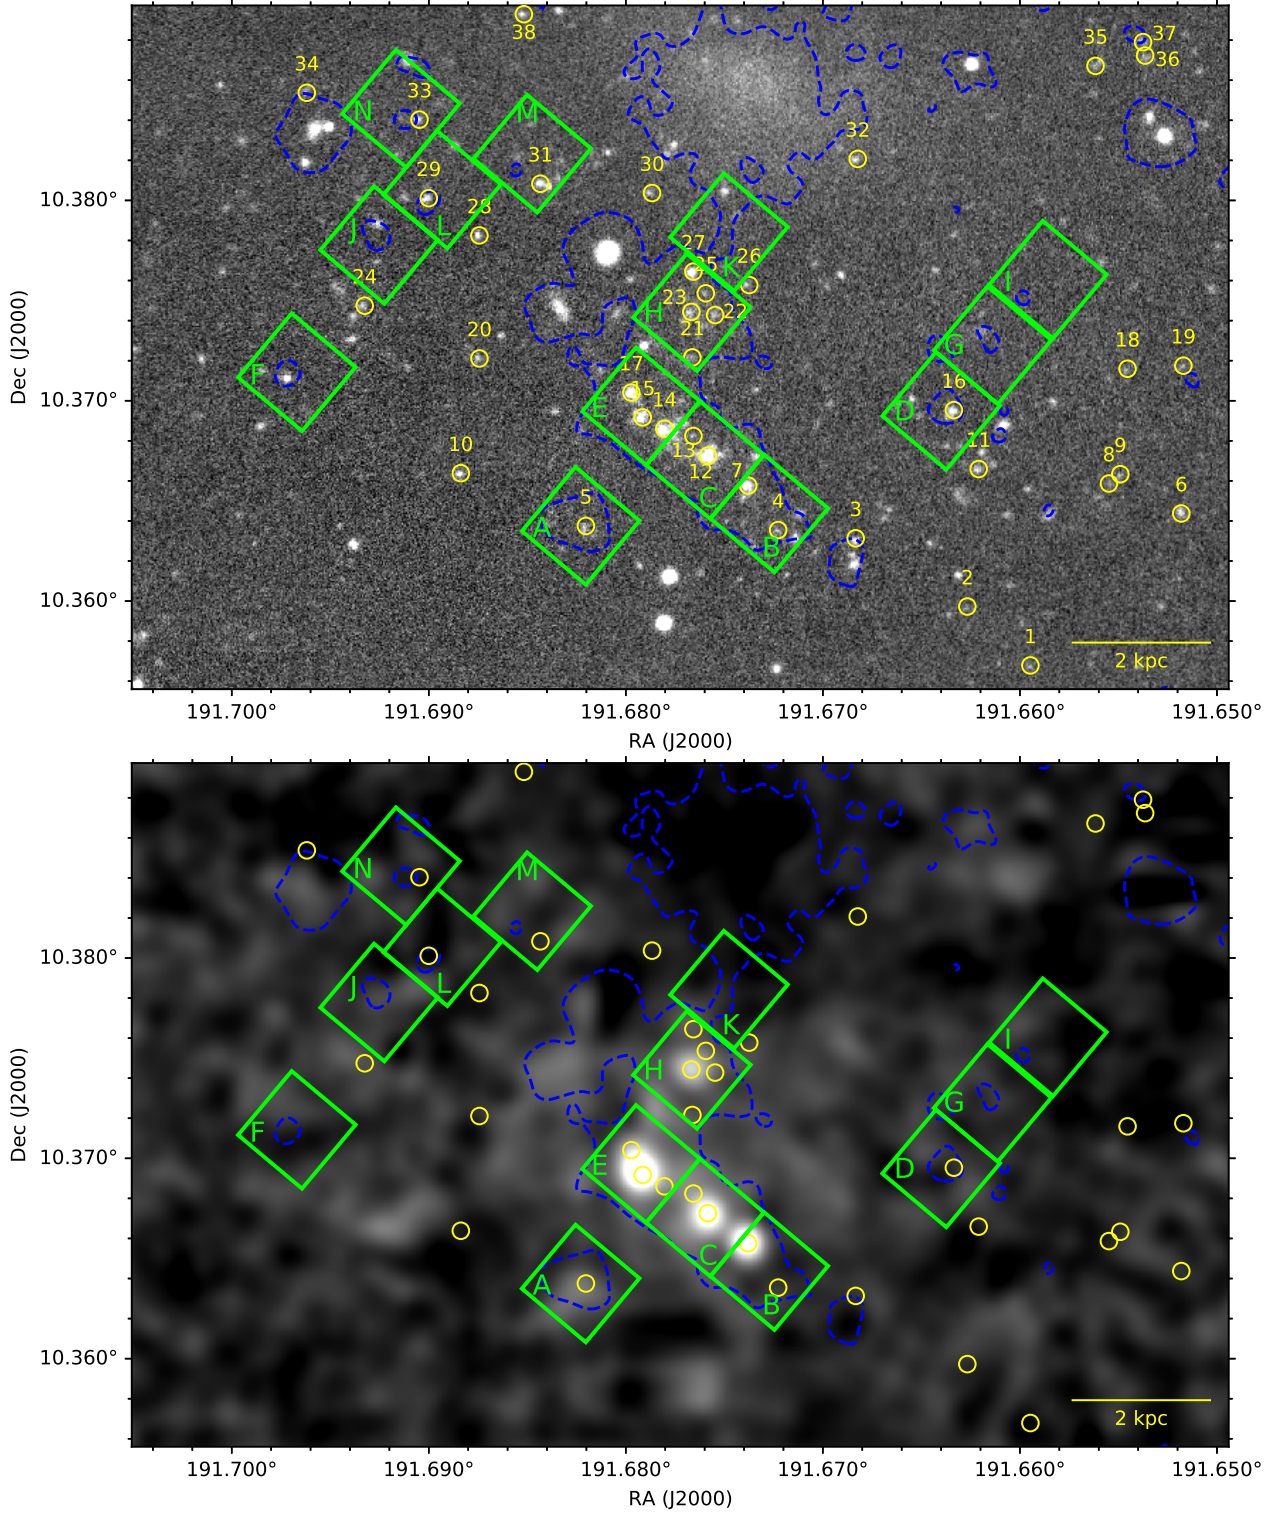 38
34
33
N
M
35
37
36
32
31
30
29
28
L
J
24
F
20
10
27
25
26
K
23
H
22
21
17
15
14
E
13
12
7
C
5
A
4
B
3
I
G
16
D
11
18
19
8
9
6
2
1
2 kpc
10.380°
10.370°
10.360°
Dec (J2000)
191.700° 191.690° 191.680° 191.670° 191.660° 191.650°
RA (J2000)
N
M
L
J
K
F
H
E
C
A
B
I
G
D
2 kpc
10.380°
10.370°
10.360°
Dec (J2000)
191.700° 191.690° 191.680° 191.670° 191.660° 191.650°
RA (J2000)